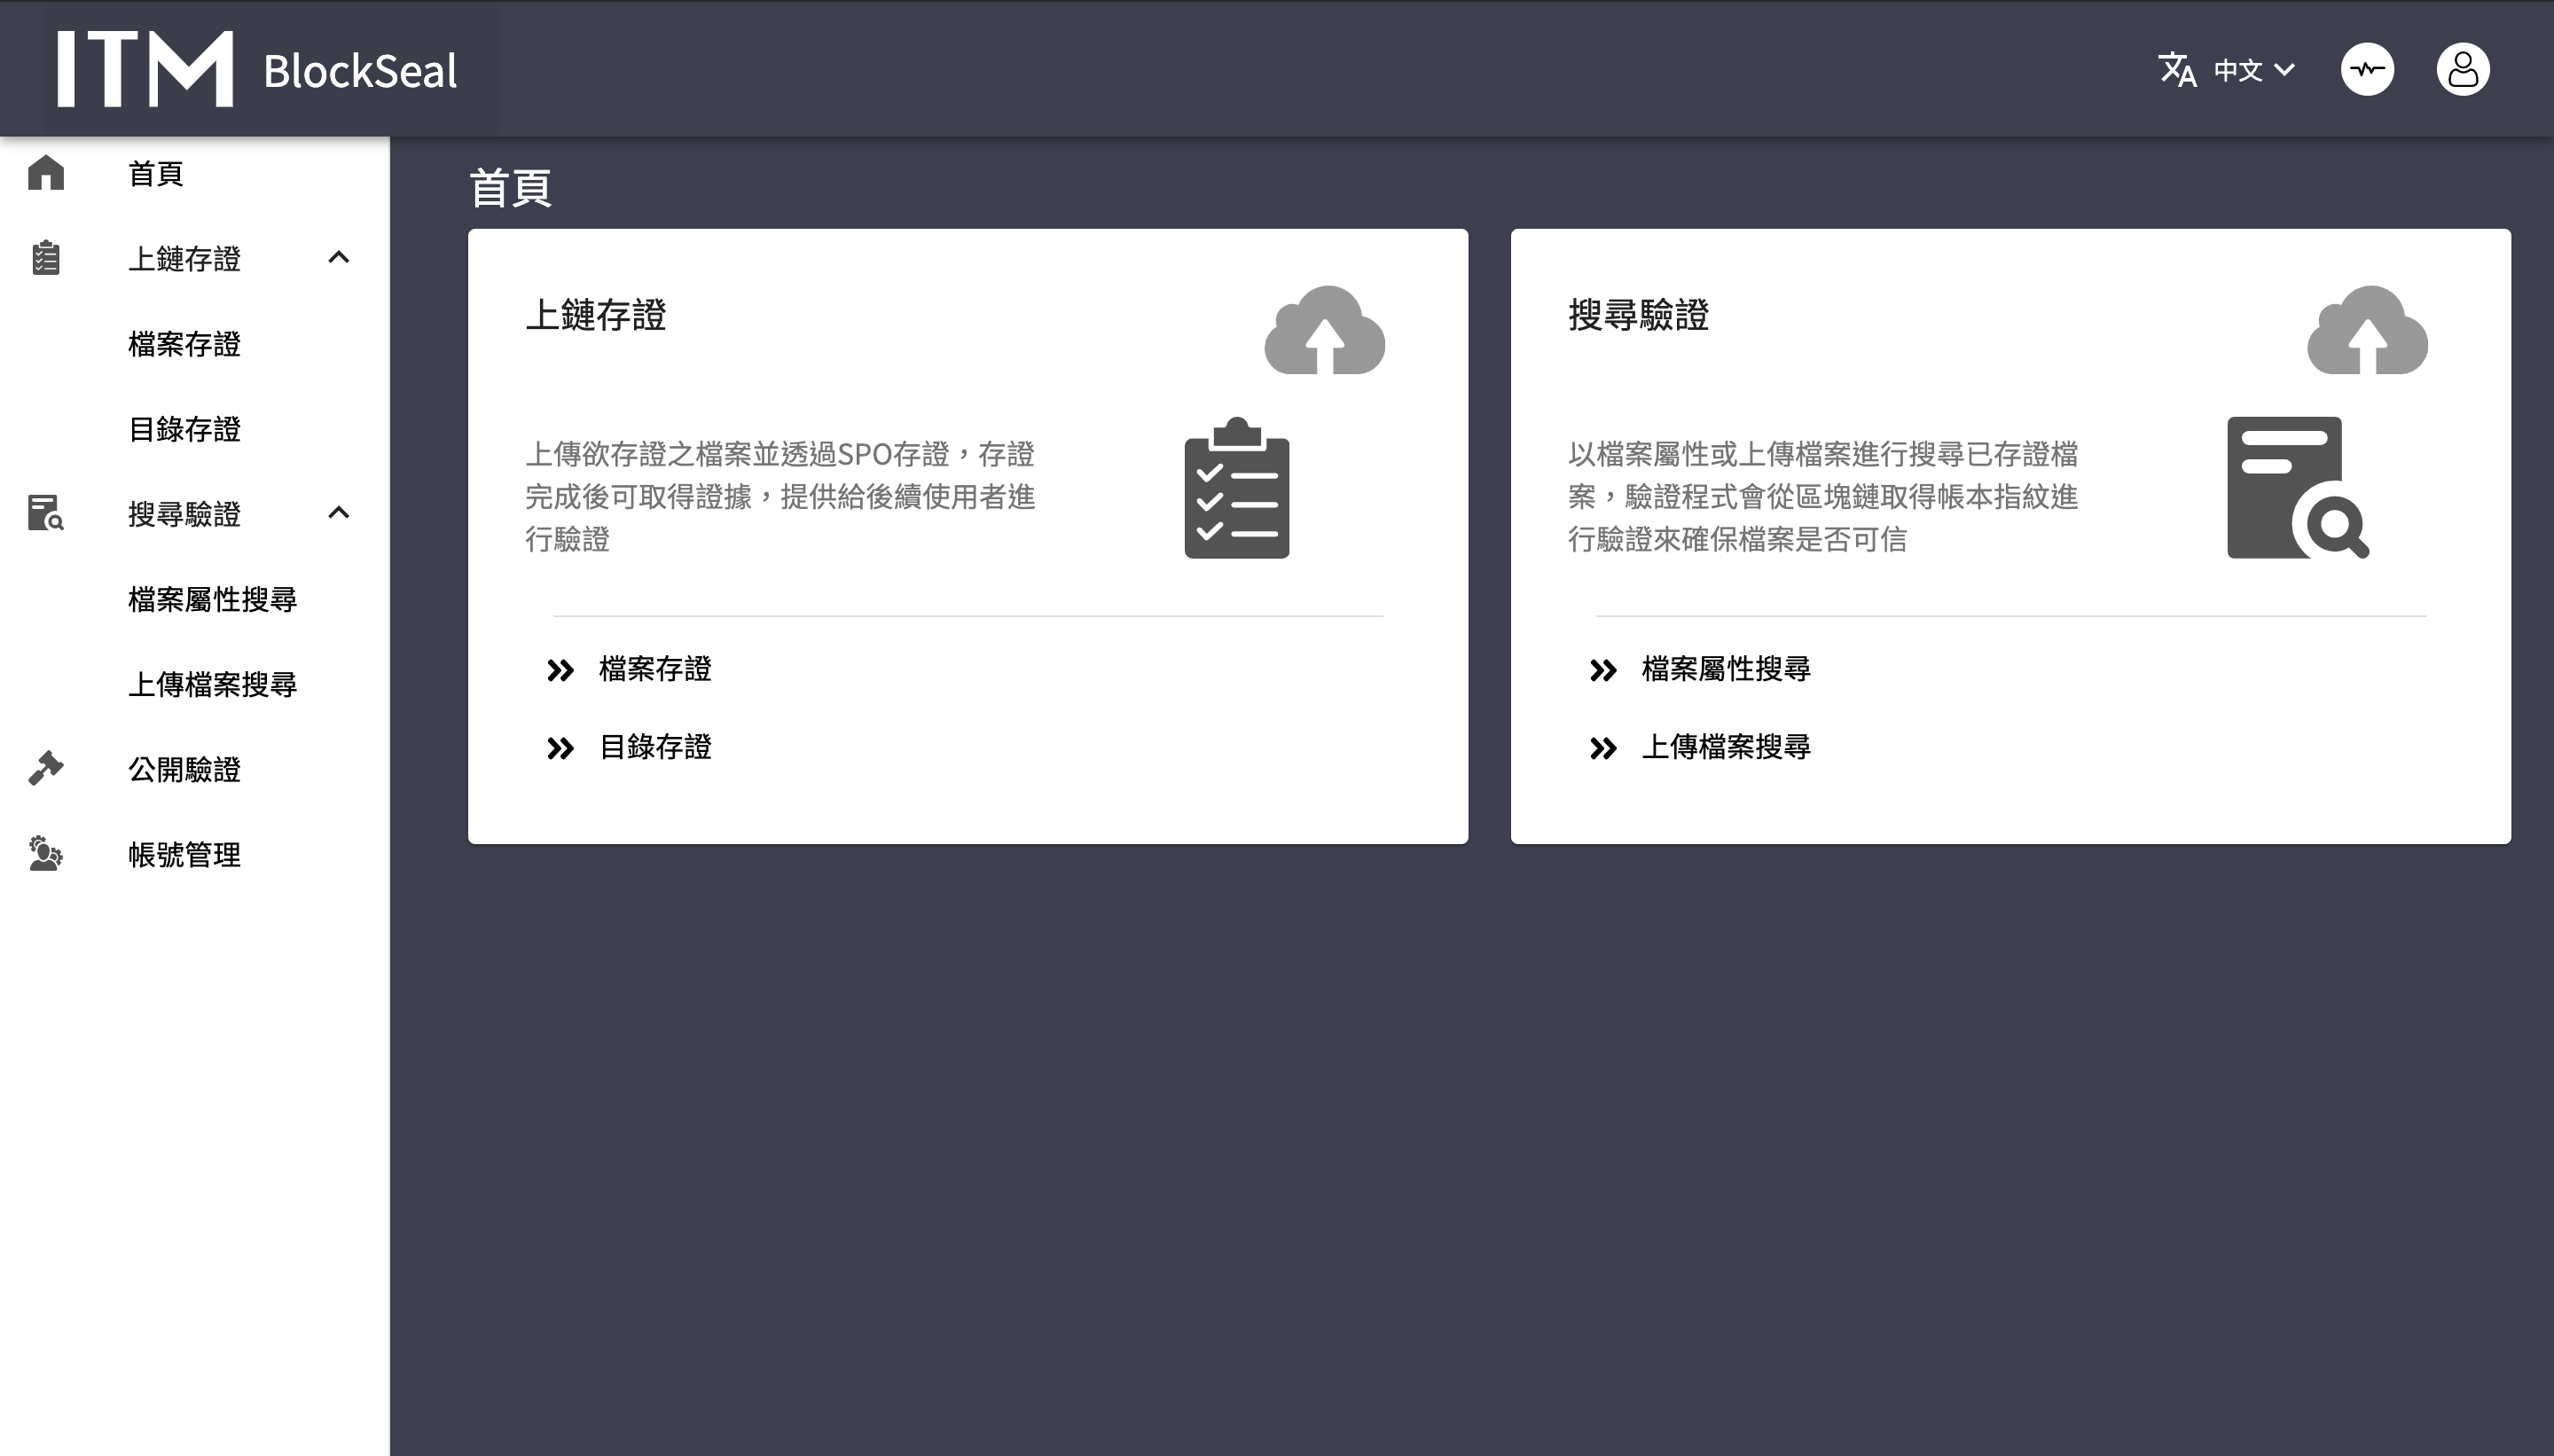 ITM BlockSeal
中文
首頁
上鏈存證
檔案存證
目錄存證
搜尋驗證
檔案屬性搜尋
上傳檔案搜尋
公開驗證
帳號管理
首頁
上鏈存證
上傳欲存證之檔案並透過SPO存證，存證
完成後可取得證據，提供給後續使用者進
行驗證
檔案存證
目錄存證
搜尋驗證
以檔案屬性或上傳檔案進行搜尋已存證檔
案，驗證程式會從區塊鏈取得帳本指紋進
行驗證來確保檔案是否可信
檔案屬性搜尋
上傳檔案搜尋